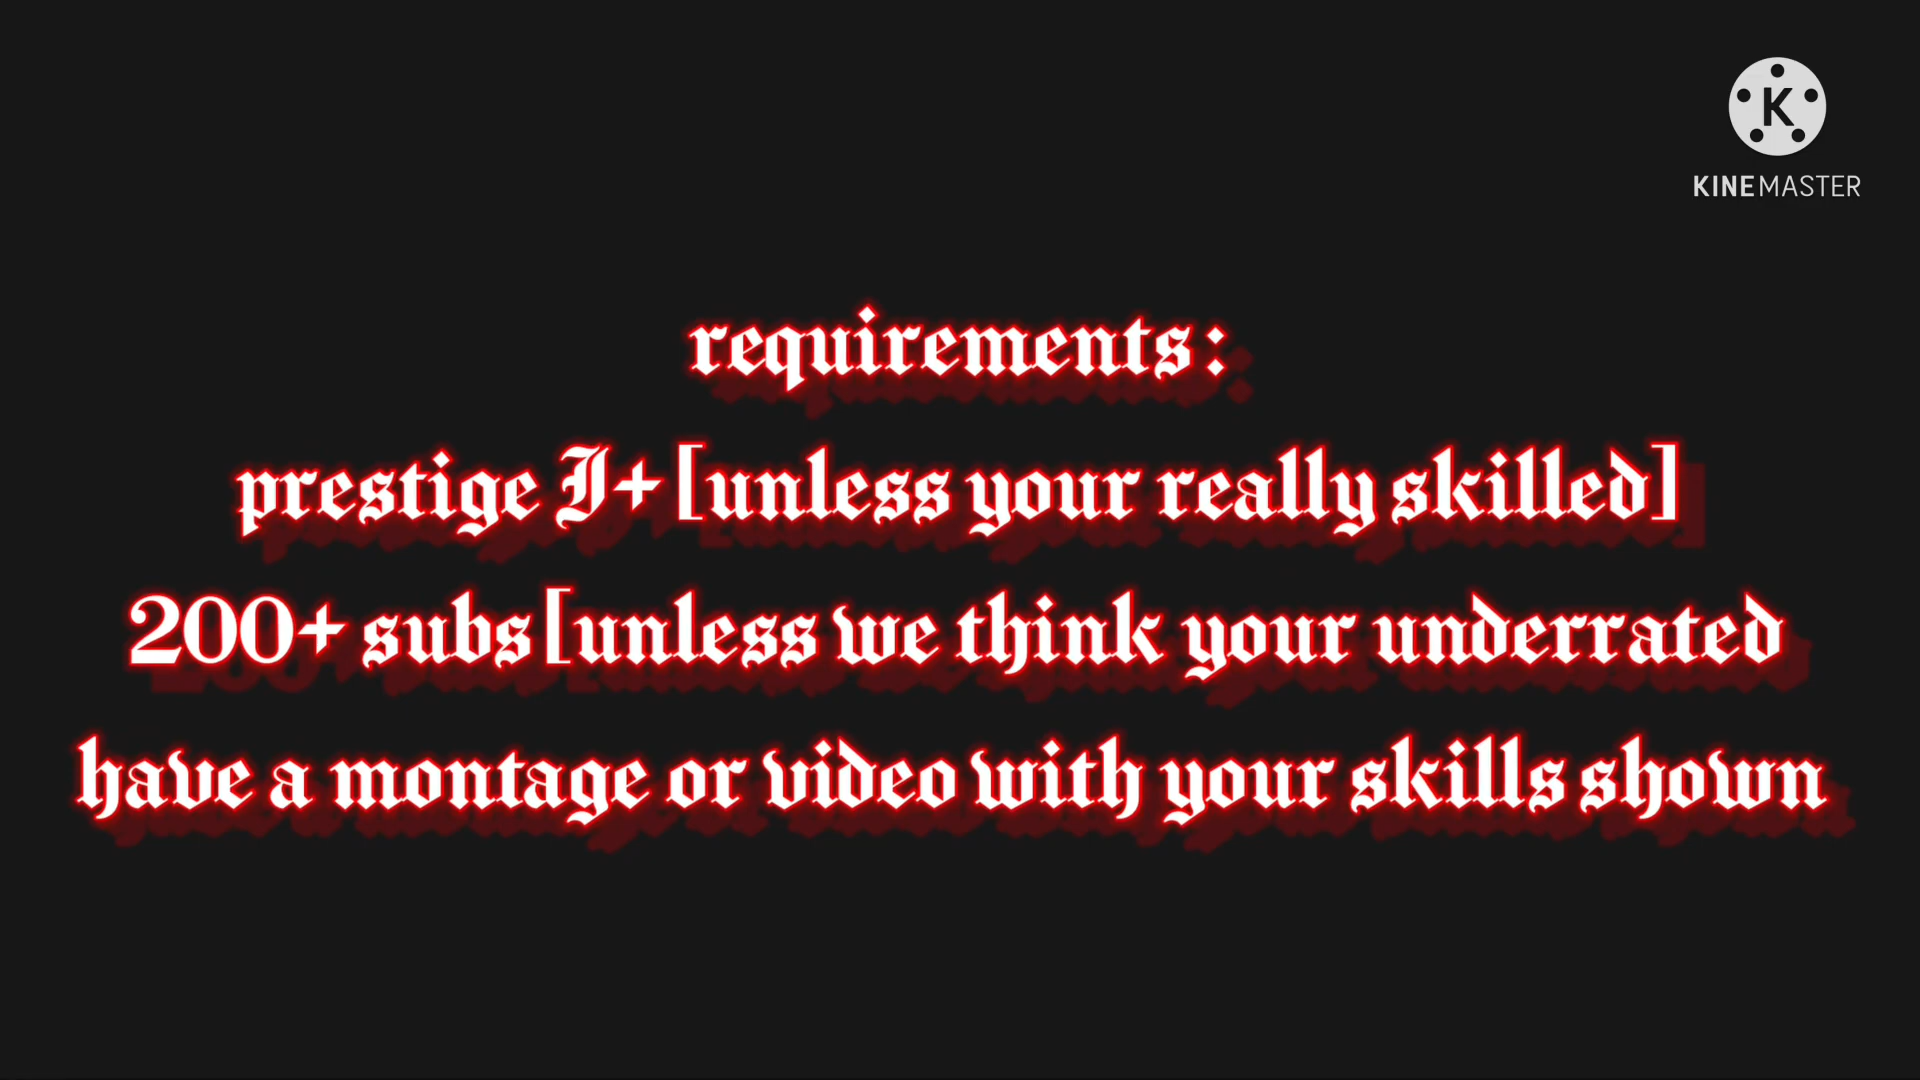 K
KINEMASTER
requirements:
prestige I+ [unless your really skilled]
200+ subs [unless we think your underrated
have a montage or video with your skills shown